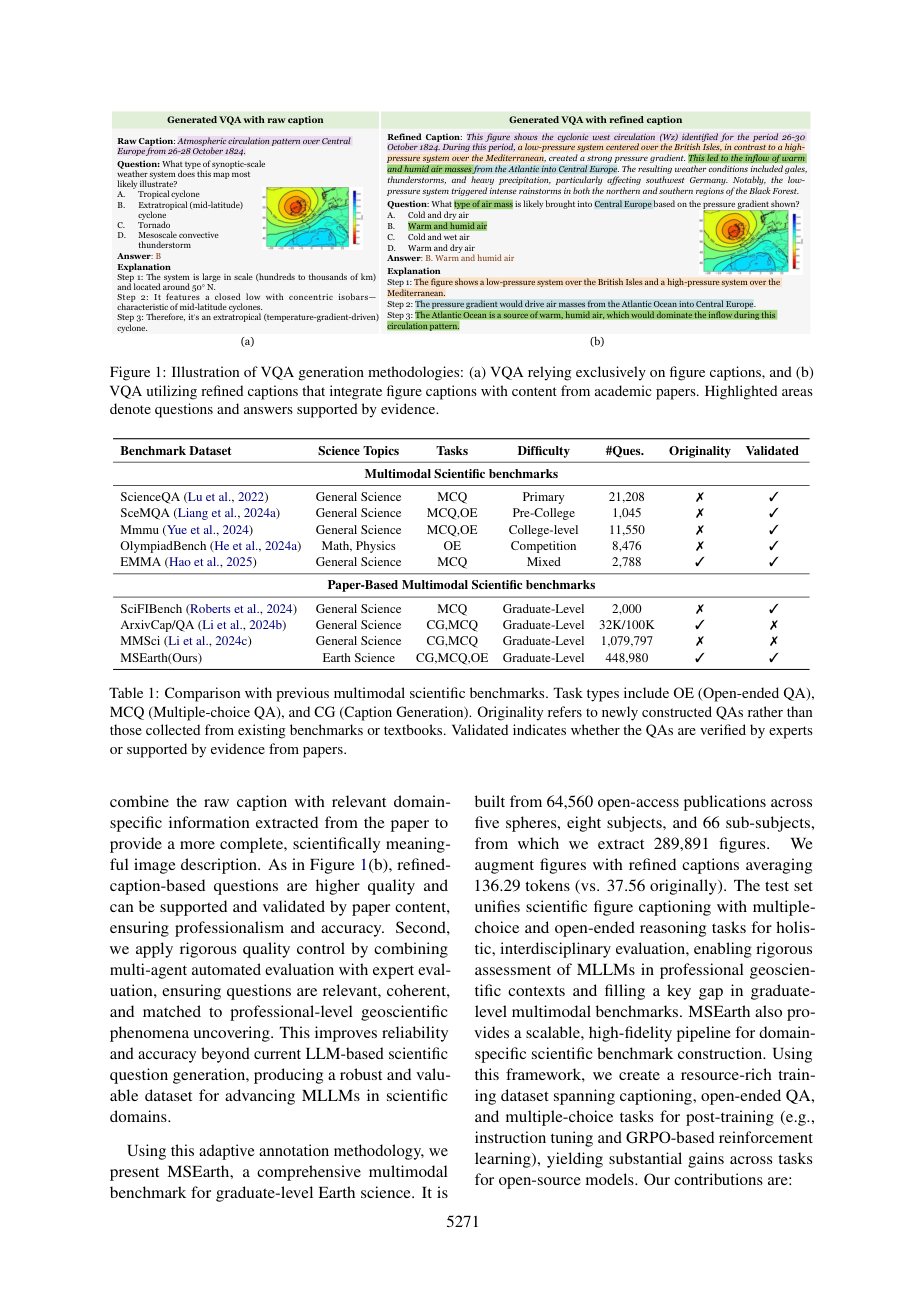 Generated VQA with raw caption
Raw Caption: Atmospheric circulation pattern over Central
Europe from 26-28 October 1824.
Question: What type of synoptic-scale
weather system does this map most
likely illustrate?
A. Tropical cyclone
B. Extratropical (mid-latitude)
cyclone
C. Tornado
D. Mesoscale convective
thunderstorm
Answer: B
Explanation
Step 1: The system is large in scale (hundreds to thousands of km)
and located around 50° N.
Step 2: It features a closed low with concentric isobars—
characteristic of mid-latitude cyclones.
Step 3: Therefore, it's an extratropical (temperature-gradient-driven)
cyclone.
(a)
Generated VQA with refined caption
Refined Caption: This figure shows the cyclonic west circulation (Wz) identified for the period 26-30
October 1824. During this period, a low-pressure system centered over the British Isles, in contrast to a high-
pressure system over the Mediterranean, created a strong pressure gradient. This led to the inflow of warm
and humid air masses from the Atlantic into Central Europe. The resulting weather conditions included gales,
thunderstorms, and heavy precipitation, particularly affecting southwest Germany. Notably, the low-
pressure system triggered intense rainstorms in both the northern and southern regions of the Black Forest.
Question: What type of air mass is likely brought into Central Europe based on the pressure gradient shown?
A. Cold and dry air
B. Warm and humid air
C. Cold and wet air
D. Warm and dry air
Answer: B. Warm and humid air
Explanation
Step 1: The figure shows a low-pressure system over the British Isles and a high-pressure system over the
Mediterranean.
Step 2: The pressure gradient would drive air masses from the Atlantic Ocean into Central Europe.
Step 3: The Atlantic Ocean is a source of warm, humid air, which would dominate the inflow during this
circulation pattern.
(b)
Figure 1: Illustration of VQA generation methodologies: (a) VQA relying exclusively on figure captions, and (b)
VQA utilizing refined captions that integrate figure captions with content from academic papers. Highlighted areas
denote questions and answers supported by evidence.
Benchmark Dataset Science Topics Tasks Difficulty #Ques. Originality Validated
Multimodal Scientific benchmarks
ScienceQA (Lu et al., 2022) General Science MCQ Primary 21,208 ✗ ✓
SceMQA (Liang et al., 2024a) General Science MCQ,OE Pre-College 1,045 ✗ ✓
Mmmu (Yue et al., 2024) General Science MCQ,OE College-level 11,550 ✗ ✓
OlympiadBench (He et al., 2024a) Math, Physics OE Competition 8,476 ✗ ✓
EMMA (Hao et al., 2025) General Science MCQ Mixed 2,788 ✓ ✓
Paper-Based Multimodal Scientific benchmarks
SciFIBench (Roberts et al., 2024) General Science MCQ Graduate-Level 2,000 ✗ ✓
ArxivCap/QA (Li et al., 2024b) General Science CG,MCQ Graduate-Level 32K/100K ✓ ✗
MMSci (Li et al., 2024c) General Science CG,MCQ Graduate-Level 1,079,797 ✗ ✗
MSEarth(Ours) Earth Science CG,MCQ,OE Graduate-Level 448,980 ✓ ✓
Table 1: Comparison with previous multimodal scientific benchmarks. Task types include OE (Open-ended QA),
MCQ (Multiple-choice QA), and CG (Caption Generation). Originality refers to newly constructed QAs rather than
those collected from existing benchmarks or textbooks. Validated indicates whether the QAs are verified by experts
or supported by evidence from papers.
combine the raw caption with relevant domain-
specific information extracted from the paper to
provide a more complete, scientifically meaning-
ful image description. As in Figure 1(b), refined-
caption-based questions are higher quality and
can be supported and validated by paper content,
ensuring professionalism and accuracy. Second,
we apply rigorous quality control by combining
multi-agent automated evaluation with expert eval-
uation, ensuring questions are relevant, coherent,
and matched to professional-level geoscientific
phenomena uncovering. This improves reliability
and accuracy beyond current LLM-based scientific
question generation, producing a robust and valu-
able dataset for advancing MLLMs in scientific
domains.
Using this adaptive annotation methodology, we
present MSEarth, a comprehensive multimodal
benchmark for graduate-level Earth science. It is
built from 64,560 open-access publications across
five spheres, eight subjects, and 66 sub-subjects,
from which we extract 289,891 figures. We
augment figures with refined captions averaging
136.29 tokens (vs. 37.56 originally). The test set
unifies scientific figure captioning with multiple-
choice and open-ended reasoning tasks for holis-
tic, interdisciplinary evaluation, enabling rigorous
assessment of MLLMs in professional geoscien-
tific contexts and filling a key gap in graduate-
level multimodal benchmarks. MSEarth also pro-
vides a scalable, high-fidelity pipeline for domain-
specific scientific benchmark construction. Using
this framework, we create a resource-rich train-
ing dataset spanning captioning, open-ended QA,
and multiple-choice tasks for post-training (e.g.,
instruction tuning and GRPO-based reinforcement
learning), yielding substantial gains across tasks
for open-source models. Our contributions are:
5271